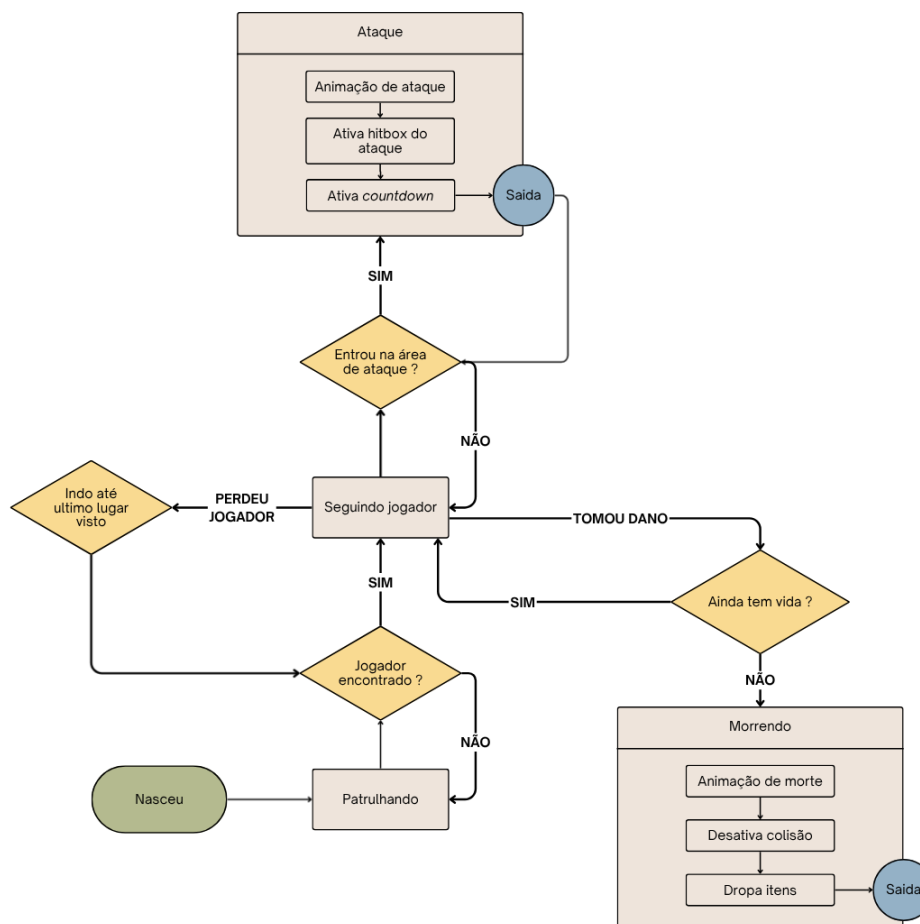 Ataque
Animação de ataque
Ativa hitbox do
ataque
Ativa countdown
Saida
SIM
Entrou na área
de ataque ?
NÃO
Indo até
ultimo lugar
visto
PERDEU
JOGADOR
Seguindo jogador
TOMOU DANO
SIM
SIM
Ainda tem vida ?
Jogador
encontrado ?
NÃO
NÃO
Morrendo
Nasceu
Patrulhando
Animação de morte
Desativa colisão
Dropa itens
Saida